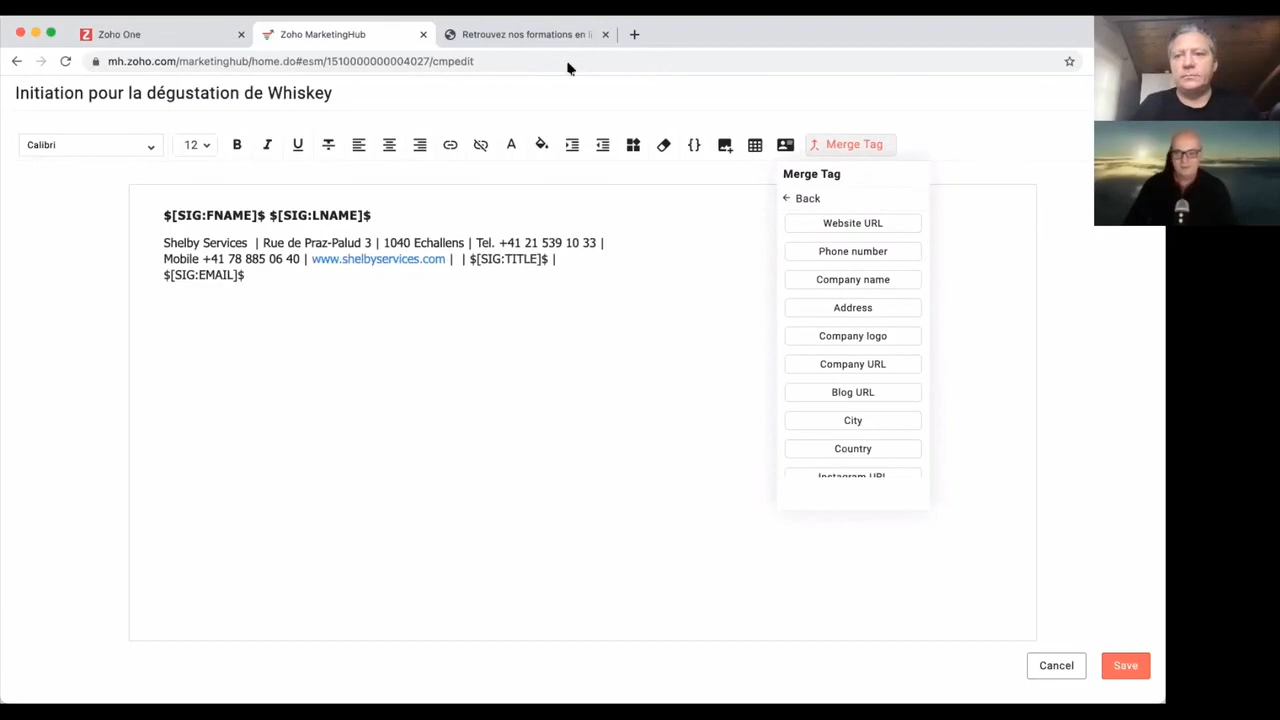 Zoho One
Zoho MarketingHub
Retrouvez nos formations en li
mh.zoho.com/marketinghub/home.do#esm/1510000000004027/cmpedit
Initiation pour la dégustation de Whiskey
Calibri
12
B I U S A {} Merge Tag
Merge Tag
Back
Website URL
Phone number
Company name
Address
Company logo
Company URL
Blog URL
City
Country
Instagram URL
$[SIG:FNAME]$ $[SIG:LNAME]$
Shelby Services | Rue de Praz-Palud 3 | 1040 Echallens | Tel. +41 21 539 10 33 |
Mobile +41 78 885 06 40 | www.shelbyservices.com | | $[SIG:TITLE]$ |
$[SIG:EMAIL]$
Cancel
Save